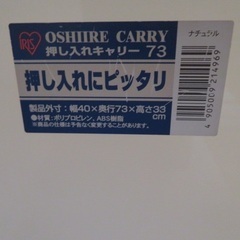 IRIS
OSHIIRE CARRY
押し入れキャリー 73
押し入れにピッタリ
製品外寸：幅40×奥行73×高さ33cm
●材質：ポリプロピレン、ABS樹脂
※商品の仕様は予告なく変更することがあります。
ナチュラル
4 905009 214969